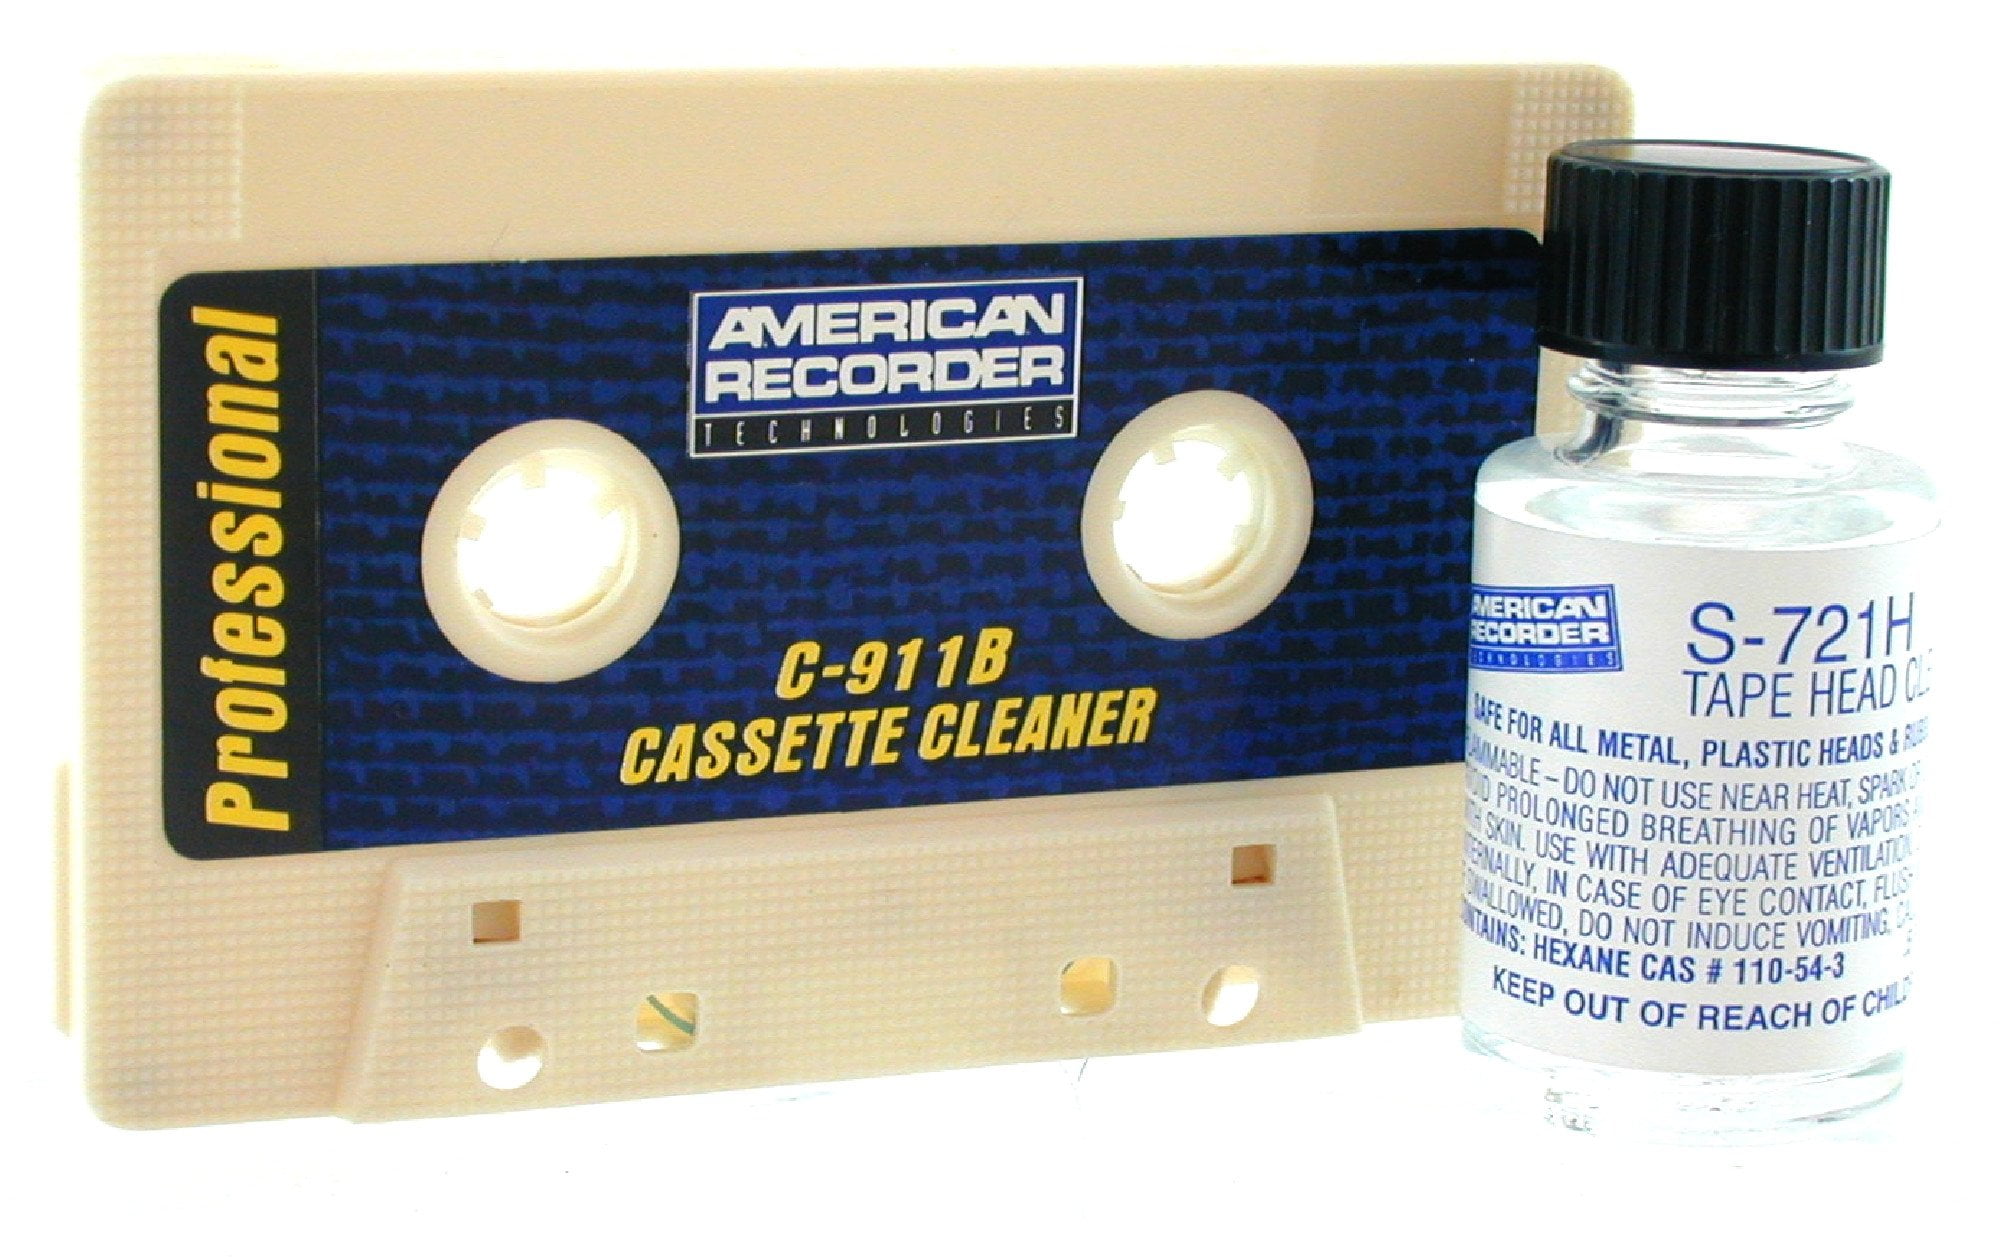 Professional
AMERICAN
RECORDER
TECHNOLOGIES
C-911B
CASSETTE CLEANER
AMERICAN
RECORDER
TECHNOLOGIES
S-721H
TAPE HEAD
SAFE FOR ALL METAL, PLASTIC HEADS &
– DO NOT USE NEAR HEAT, SPARK
PROLONGED BREATHING OF VAPORS
SKIN. USE WITH ADEQUATE VENTILATION
IN CASE OF EYE CONTACT,
DO NOT INDUCE VOMITING,
HEXANE CAS # 110-54-3
KEEP OUT OF REACH OF